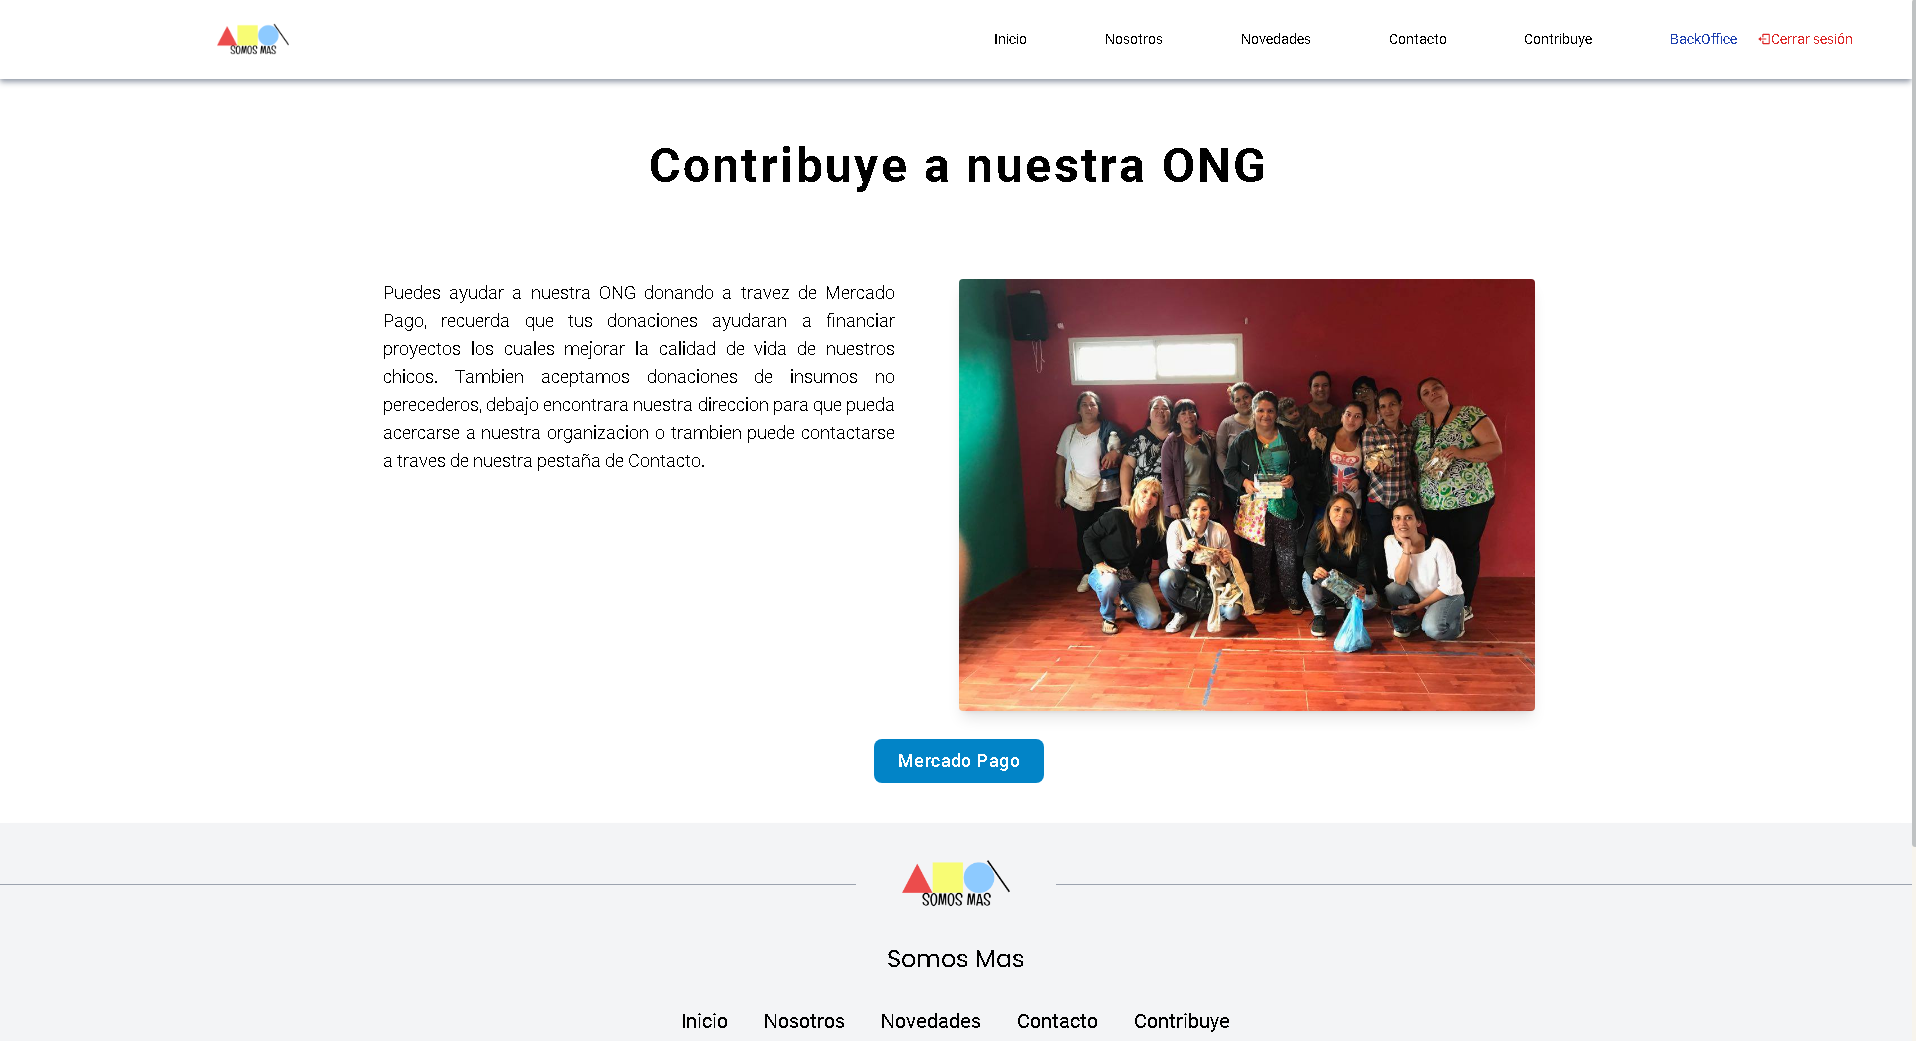 SOMOS MAS
Inicio
Nosotros
Novedades
Contacto
Contribuye
BackOffice
Cerrar sesión
Contribuye a nuestra ONG
Puedes ayudar a nuestra ONG donando a travez de Mercado
Pago, recuerda que tus donaciones ayudaran a financiar
proyectos los cuales mejorar la calidad de vida de nuestros
chicos. Tambien aceptamos donaciones de insumos no
perecederos, debajo encontrara nuestra direccion para que pueda
acercarse a nuestra organizacion o trambien puede contactarse
a traves de nuestra pestaña de Contacto.
Mercado Pago
SOMOS MAS
Somos Mas
Inicio
Nosotros
Novedades
Contacto
Contribuye